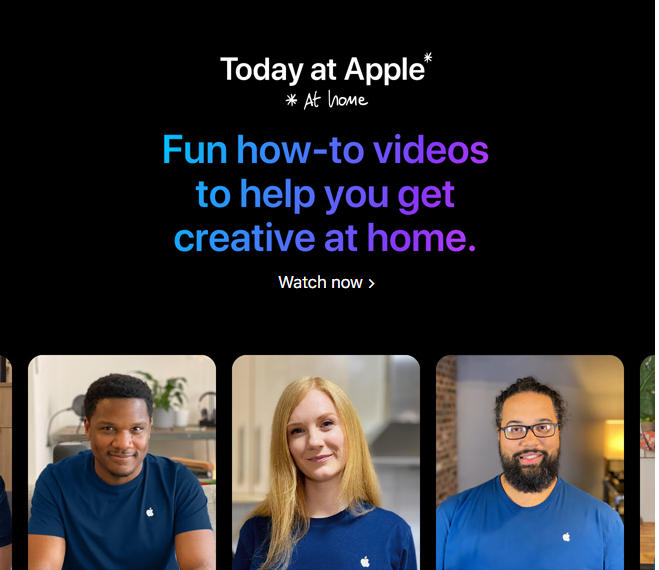 Today at Apple*
* At home
Fun how-to videos
to help you get
creative at home.
Watch now >